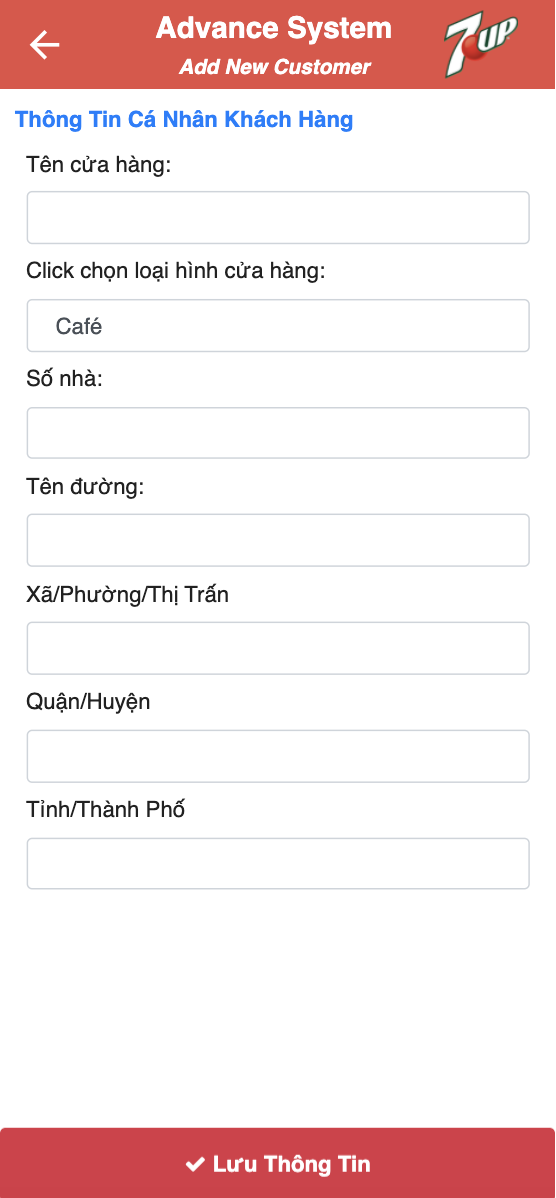 Advance System
7UP
Add New Customer
Thông Tin Cá Nhân Khách Hàng
Tên cửa hàng:
Click chọn loại hình cửa hàng:
Café
Số nhà:
Tên đường:
Xã/Phường/Thị Trấn
Quận/Huyện
Tỉnh/Thành Phố
Lưu Thông Tin